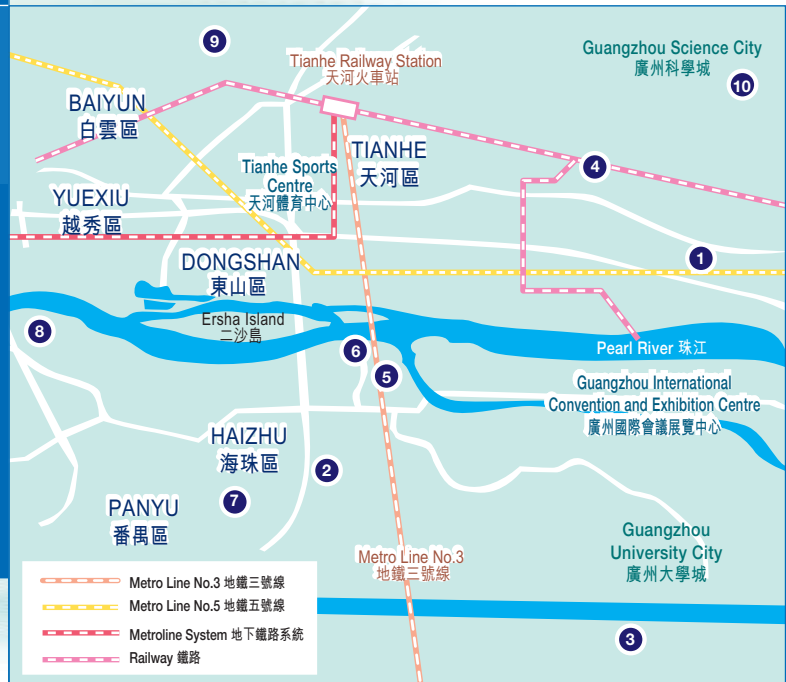 9
Tianhe Railway Station
天河火車站
Guangzhou Science City
廣州科學城
10
BAIYUN
白雲區
TIANHE
天河區
4
Tianhe Sports
Centre
天河體育中心
YUEXIU
越秀區
1
DONGSHAN
東山區
Ersha Island
二沙島
8
6
Pearl River 珠江
5
Guangzhou International
Convention and Exhibition Centre
廣州國際會議展覽中心
HAIZHU
海珠區
2
7
PANYU
番禺區
Guangzhou
University City
廣州大學城
Metro Line No.3
地鐵三號線
3
Metro Line No.3 地鐵三號線
Metro Line No.5 地鐵五號線
Metroline System 地下鐵路系統
Railway 鐵路